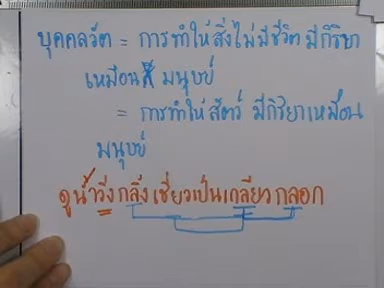 บุคคลวัต = การทำให้สิ่งไม่มีชีวิต มีกิริยา
เหมือน มนุษย์
= การทำให้สัตว์ มีกิริยาเหมือน
มนุษย์
ดูน้ำวิ่งกลิ้งเชี่ยวเป็นเกลียวกลอก